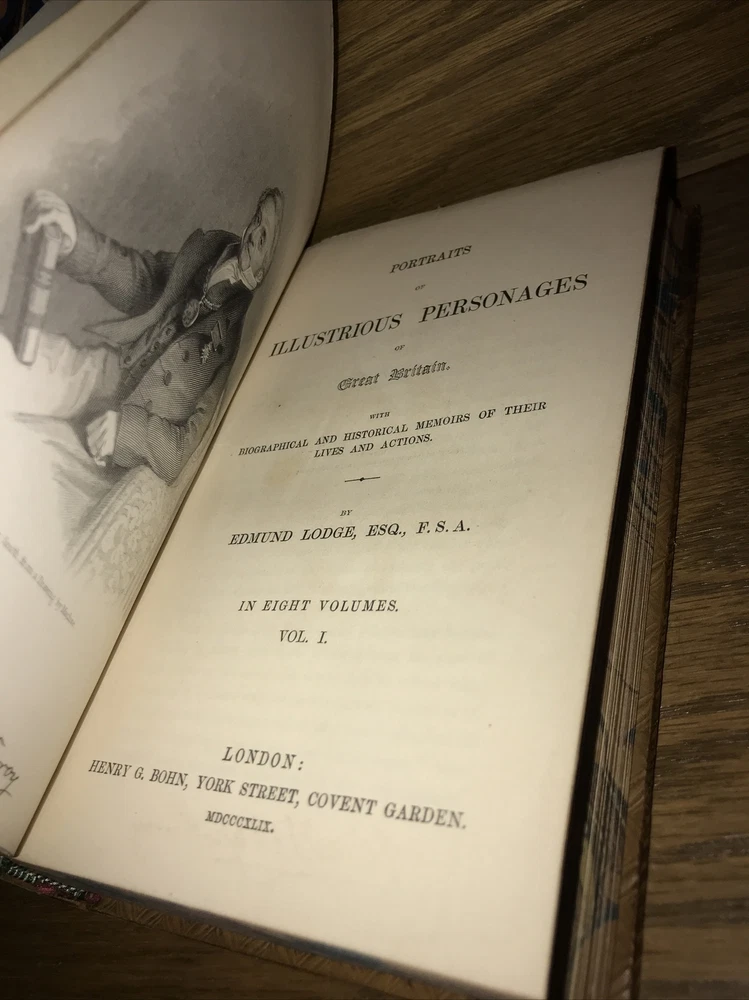 PORTRAITS
OF
ILLUSTRIOUS PERSONAGES
OF
Great Britain.
WITH
BIOGRAPHICAL AND HISTORICAL MEMOIRS OF THEIR
LIVES AND ACTIONS.
BY
EDMUND LODGE, ESQ., F. S. A.
IN EIGHT VOLUMES.
VOL. I.
LONDON:
HENRY G. BOHN, YORK STREET, COVENT GARDEN.
MDCCCXLIX.